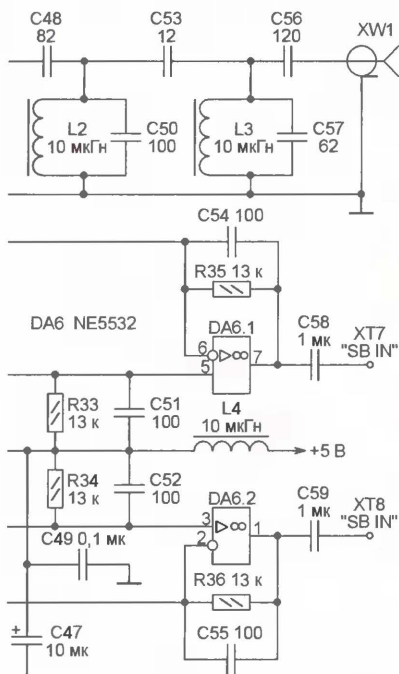 C48
82
C53
12
C56
120
XW1
L2
10 мкГн
C50
100
L3
10 мкГн
C57
62
C54 100
R35 13 к
DA6 NE5532
DA6.1
6
5
7
▷∞
C58
1 мк
XT7
"SB IN"
R33
13 к
C51
100
L4
10 мкГн
+5 В
R34
13 к
C52
100
DA6.2
3
2
1
▷∞
C59
1 мк
XT8
"SB IN"
C49 0,1 мк
R36 13 к
C55 100
+
C47
10 мк